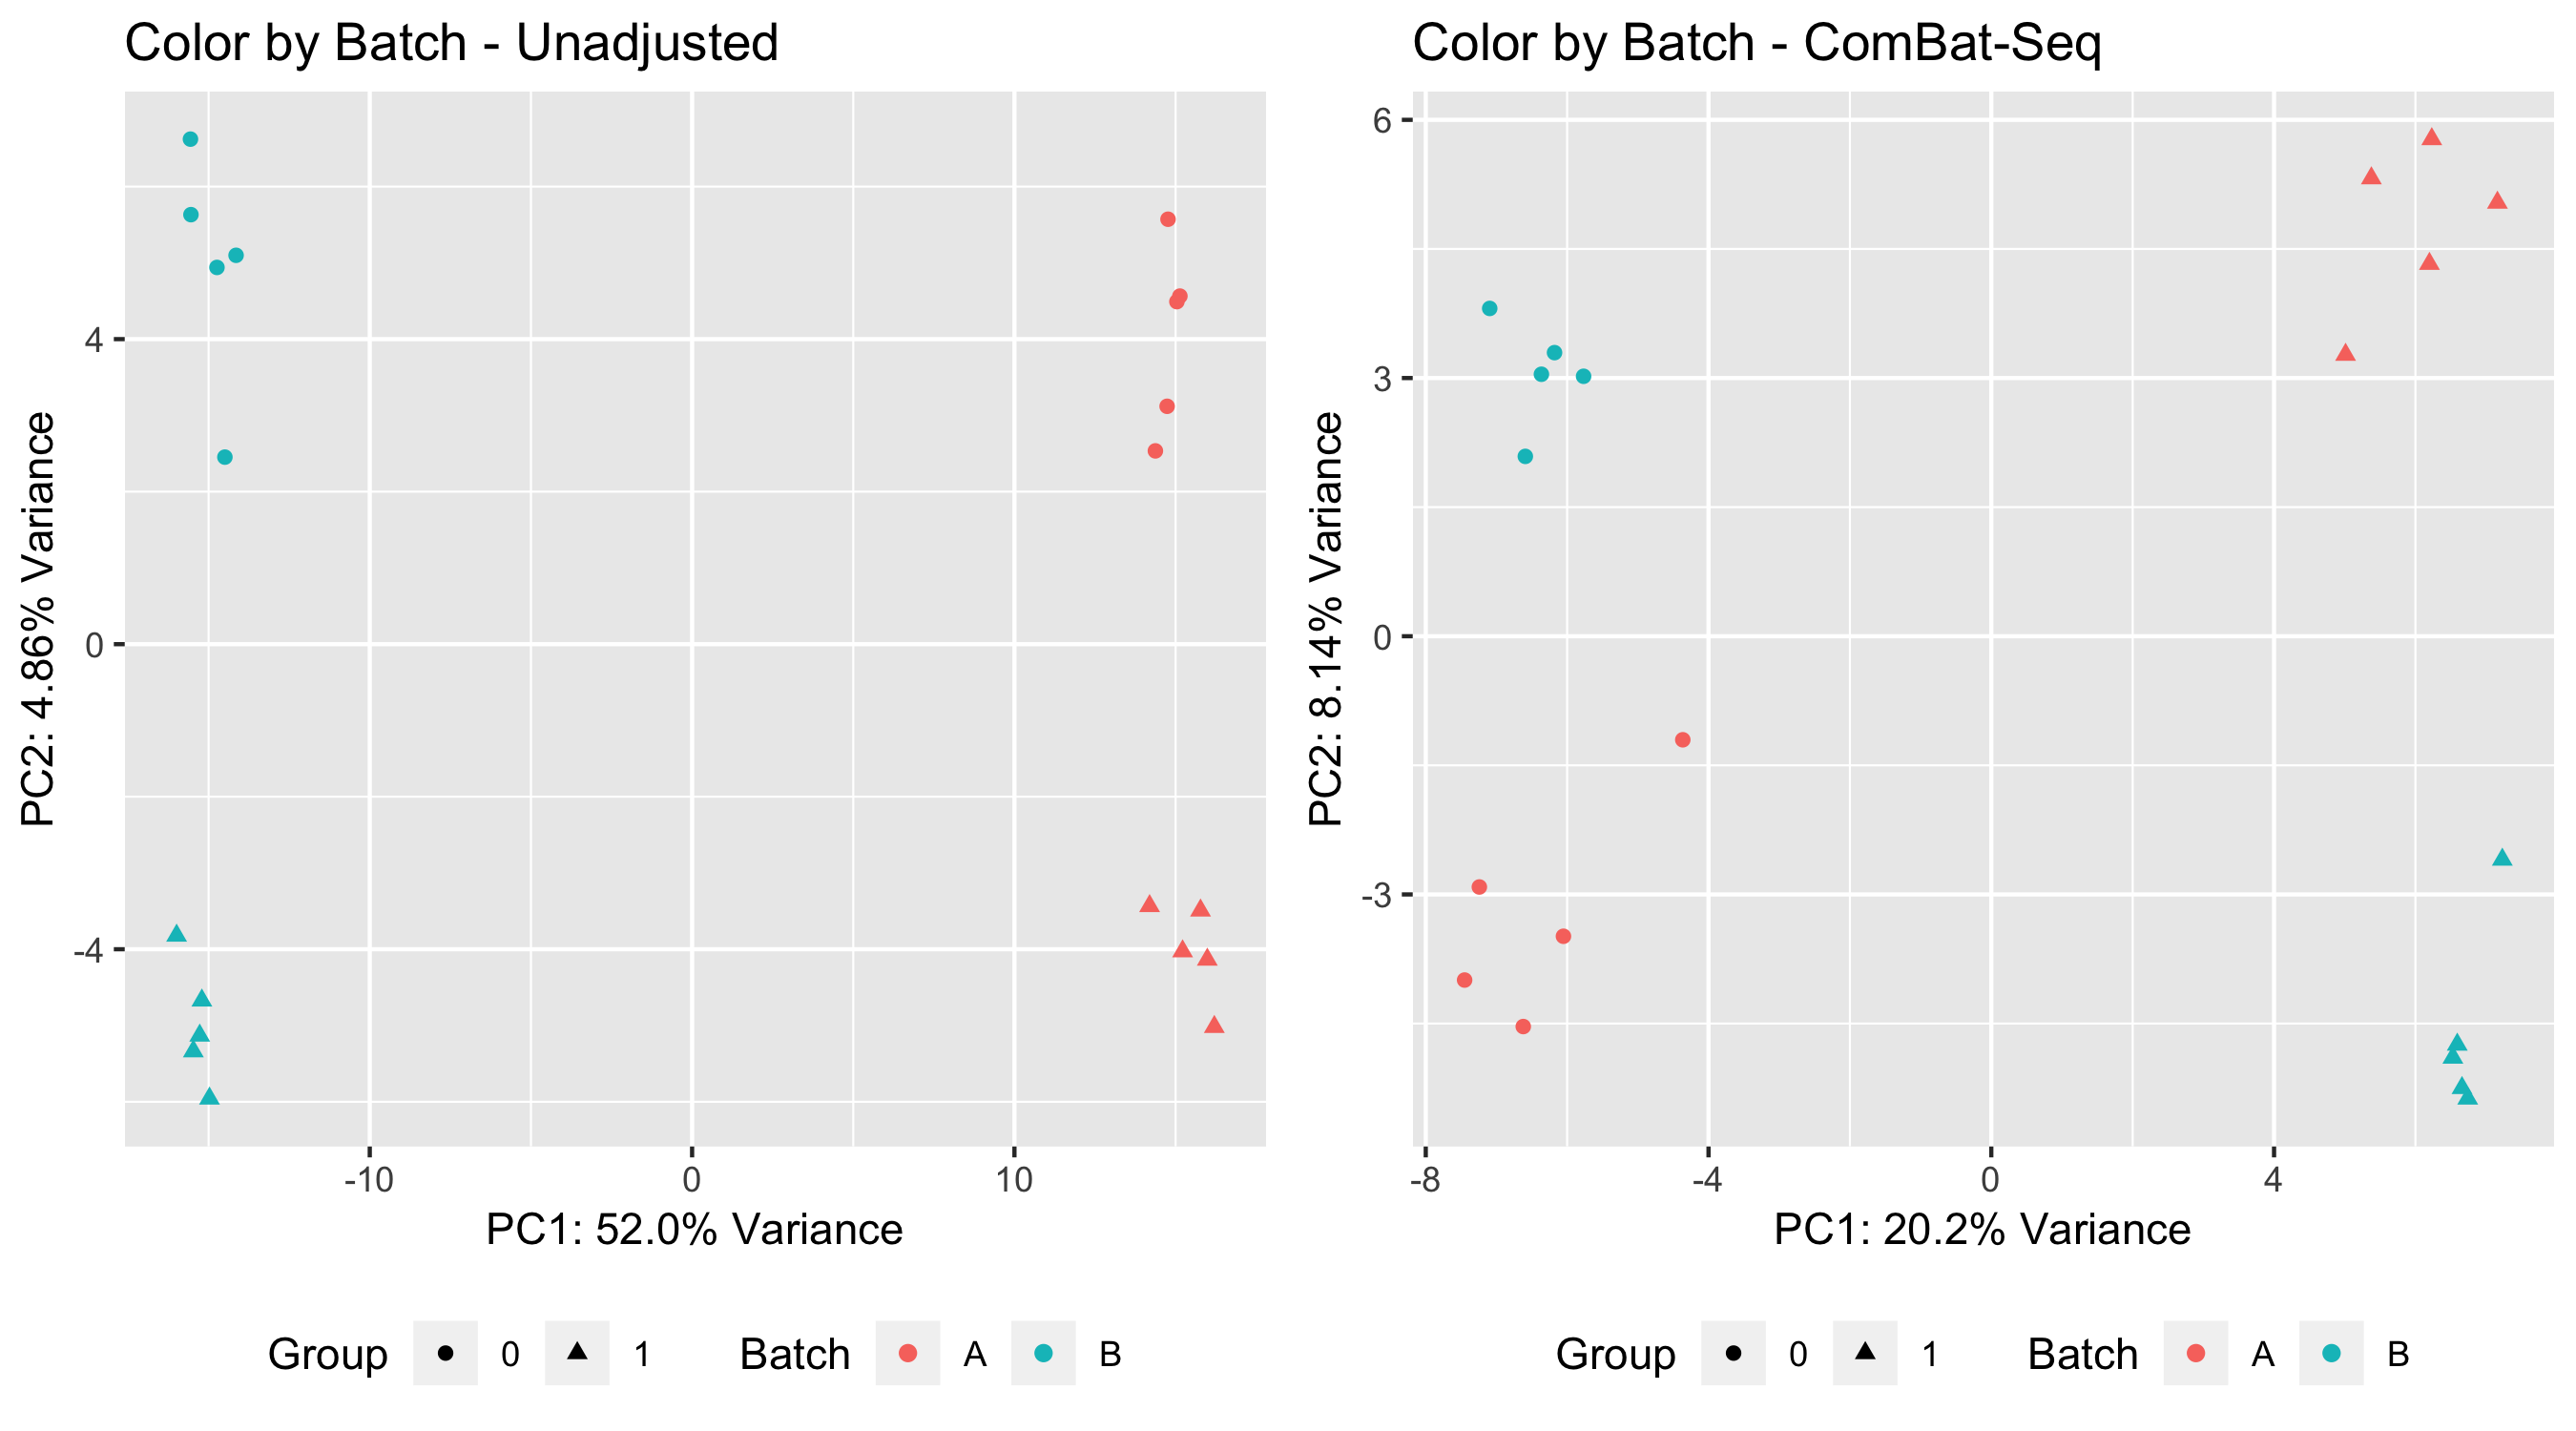 Color by Batch - Unadjusted
4
0
-4
PC2: 4.86% Variance
-10 0 10
PC1: 52.0% Variance
Group 0 1 Batch A B
Color by Batch - ComBat-Seq
6
3
0
-3
PC2: 8.14% Variance
-8 -4 0 4
PC1: 20.2% Variance
Group 0 1 Batch A B